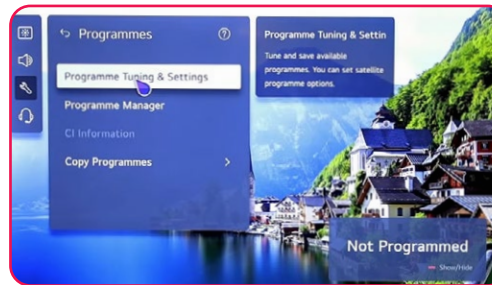 Programmes
Programme Tuning & Settings
Programme Manager
CI Information
Copy Programmes
Programme Tuning & Settin
Tune and save available
programmes. You can set satellite
programme options.
Not Programmed
Show/Hide